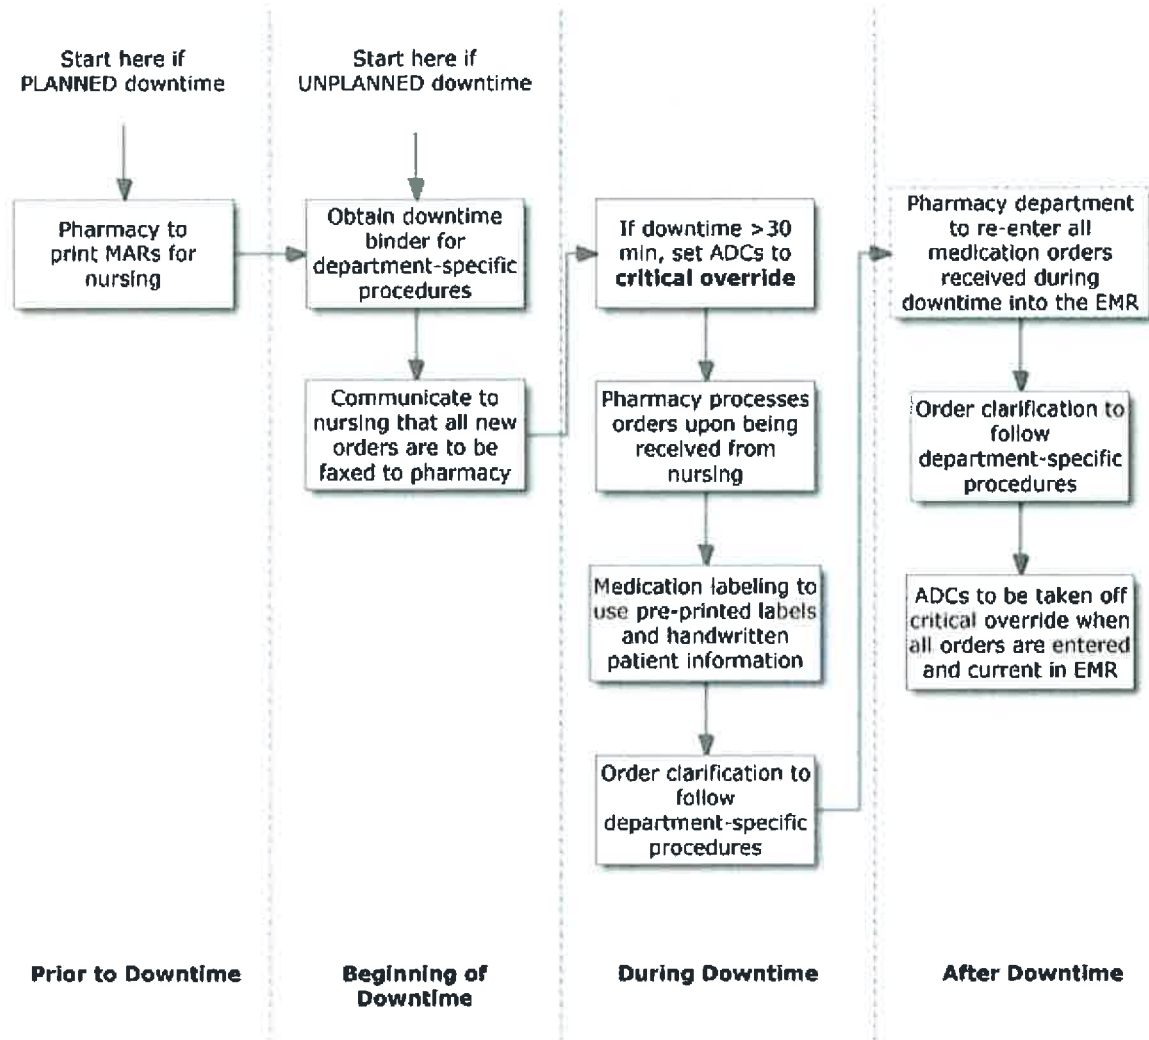 Start here if
PLANNED downtime
Pharmacy to
print MARs for
nursing
Start here if
UNPLANNED downtime
Obtain downtime
binder for
department-specific
procedures
Communicate to
nursing that all new
orders are to be
faxed to pharmacy
If downtime >30
min, set ADCs to
critical override
Pharmacy processes
orders upon being
received from
nursing
Medication labeling to
use pre-printed labels
and handwritten
patient information
Order clarification to
follow
department-specific
procedures
Pharmacy department
to re-enter all
medication orders
received during
downtime into the EMR
Order clarification to
follow
department-specific
procedures
ADCs to be taken off
critical override when
all orders are entered
and current in EMR
Prior to Downtime
Beginning of
Downtime
During Downtime
After Downtime